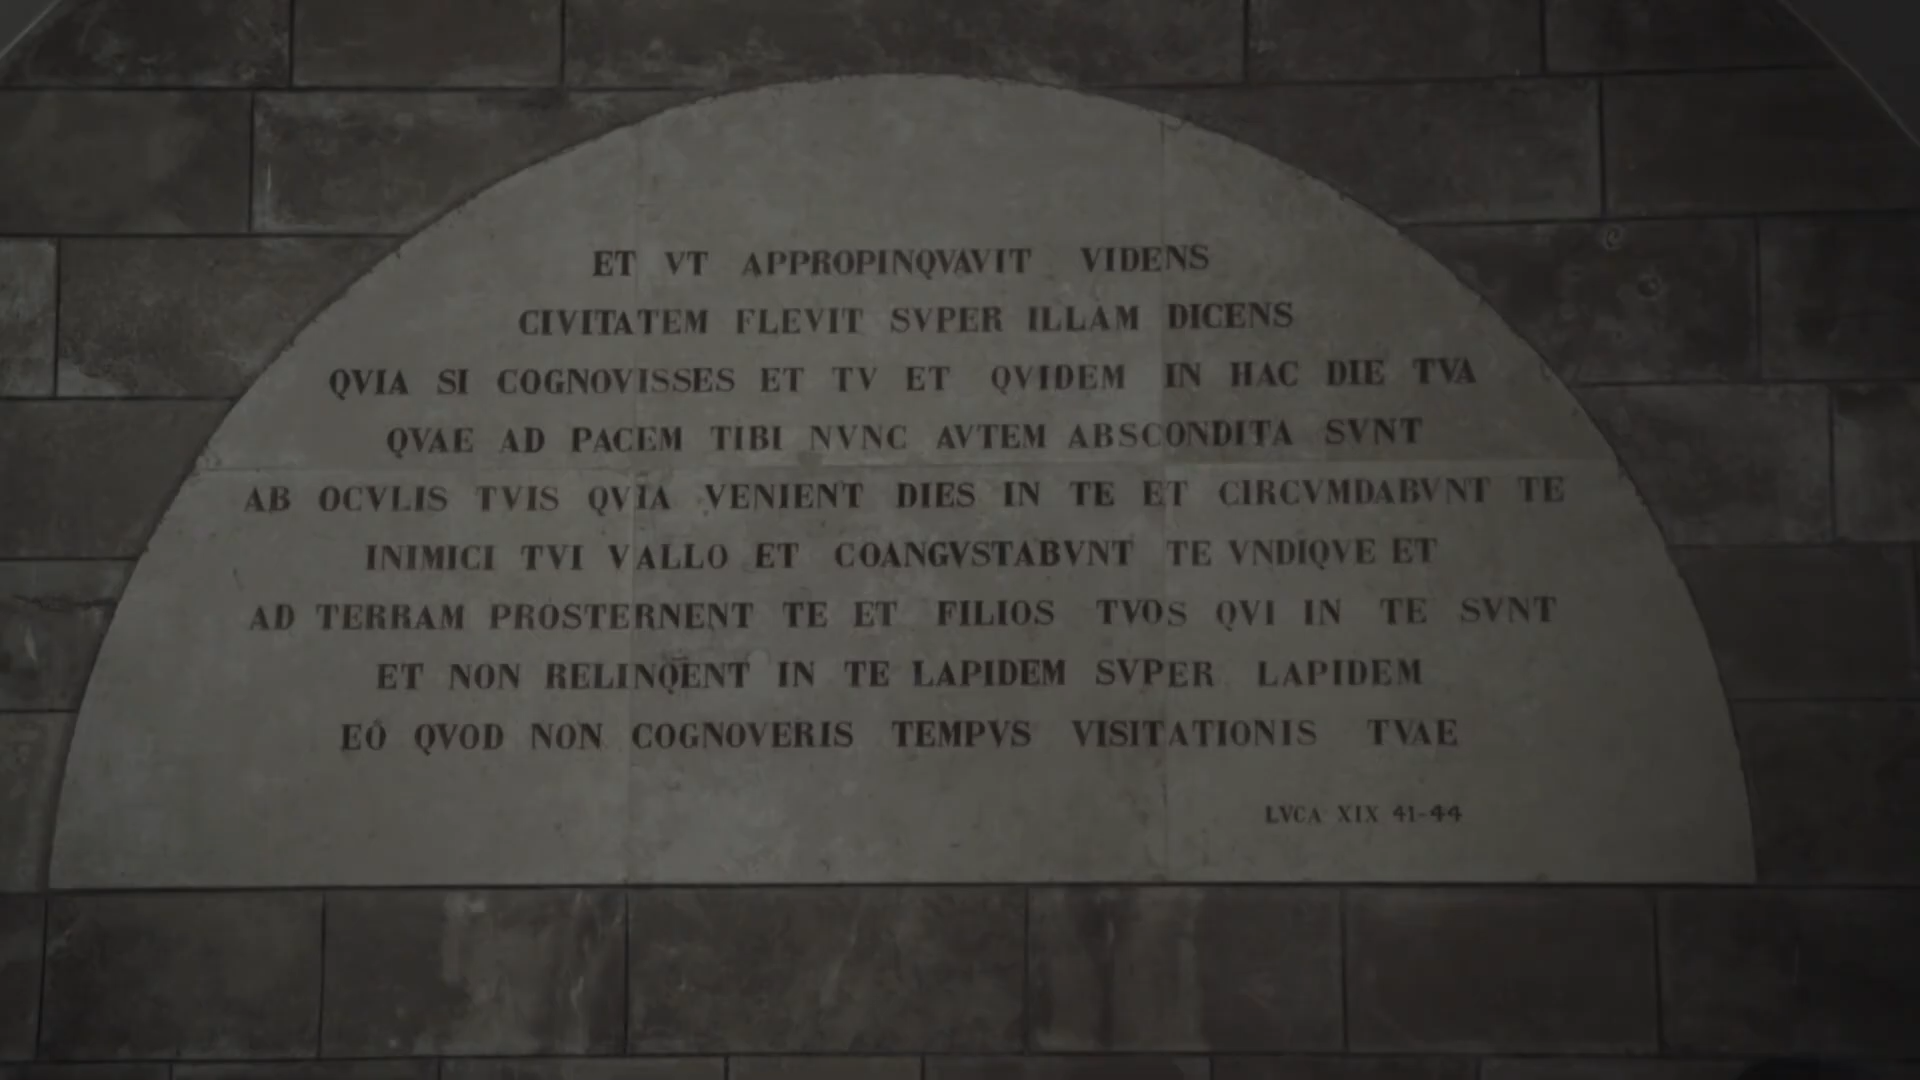 ET VT APPROPINQVAVIT VIDENS
CIVITATEM FLEVIT SVPER ILLAM DICENS
QVIA SI COGNOVISSES ET TV ET QVIDEM IN HAC DIE TVA
QVAE AD PACEM TIBI NVNC AVTEM ABSCONDITA SVNT
AB OCVLIS TVIS QVIA VENIENT DIES IN TE ET CIRCVMDABVNT TE
INIMICI TVI VALLO ET COANGVSTABVNT TE VNDIQVE ET
AD TERRAM PROSTERNENT TE ET FILIOS TVOS QVI IN TE SVNT
ET NON RELINQĒNT IN TE LAPIDEM SVPER LAPIDEM
EÓ QVOD NON COGNOVERIS TEMPVS VISITATIONIS TVAE
LVCA XIX 41-44